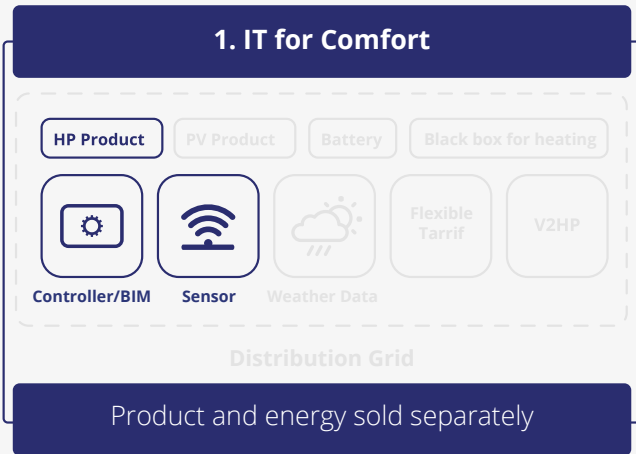 1. IT for Comfort
HP Product
PV Product
Battery
Black box for heating
Flexible
Tarrif
V2HP
Controller/BIM
Sensor
Weather Data
Distribution Grid
Product and energy sold separately